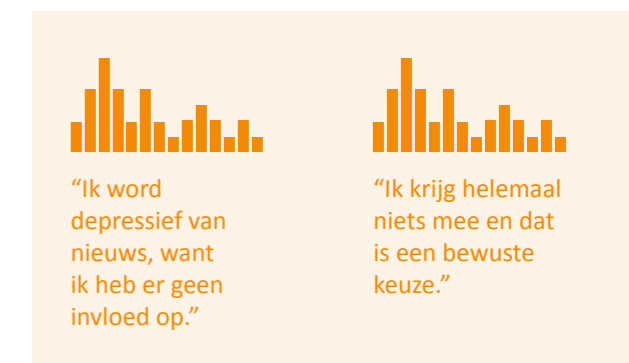 “Ik word
depressief van
nieuws, want
ik heb er geen
invloed op.”
“Ik krijg helemaal
niets mee en dat
is een bewuste
keuze.”